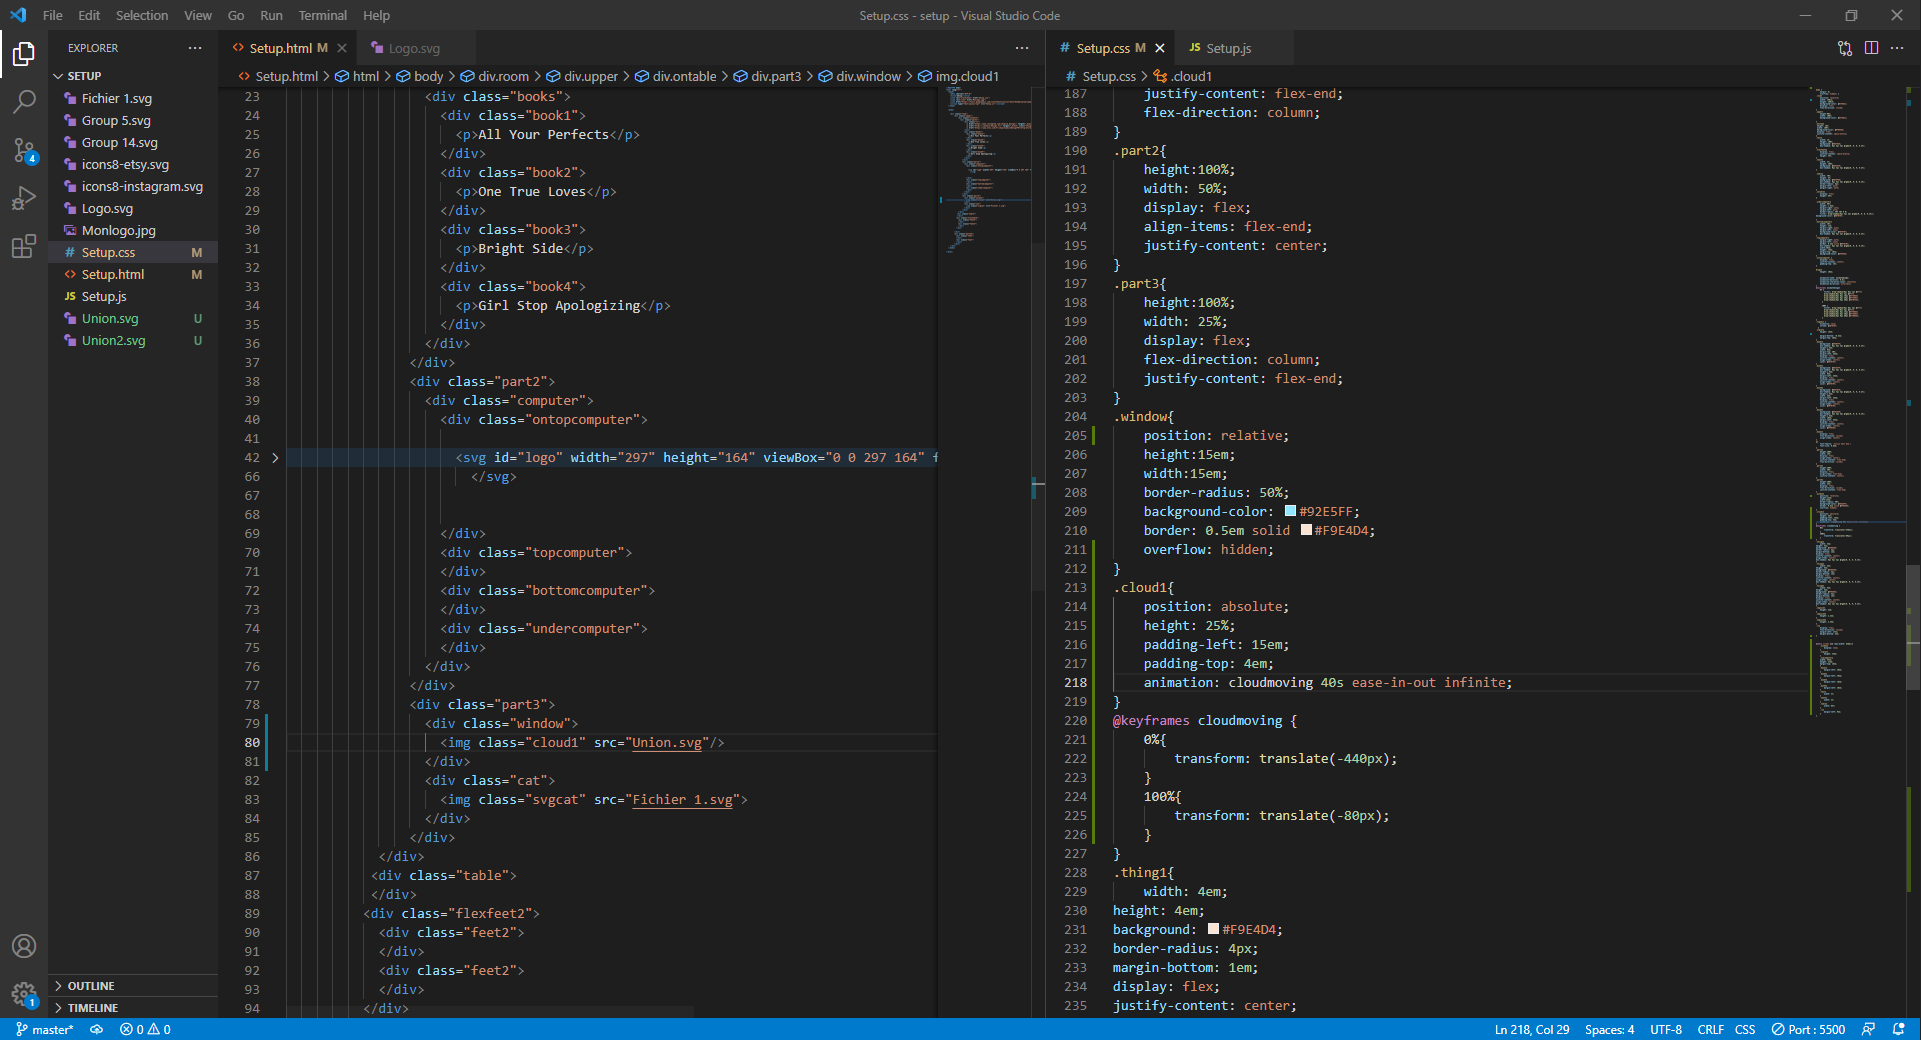 File Edit Selection View Go Run Terminal Help
Setup.css - setup - Visual Studio Code
EXPLORER
SETUP
Fichier 1.svg
Group 5.svg
Group 14.svg
icons8-etsy.svg
icons8-instagram.svg
Logo.svg
Monlogo.jpg
# Setup.css M
<> Setup.html M
JS Setup.js
Union.svg U
Union2.svg U
OUTLINE
TIMELINE
4
1
<> Setup.html M
Logo.svg
<> Setup.html > html > body > div.room > div.upper > div.ontable > div.part3 > div.window > img.cloud1
23 <div class="books">
24 <div class="book1">
25 <p>All Your Perfects</p>
26 </div>
27 <div class="book2">
28 <p>One True Loves</p>
29 </div>
30 <div class="book3">
31 <p>Bright Side</p>
32 </div>
33 <div class="book4">
34 <p>Girl Stop Apologizing</p>
35 </div>
36 </div>
37 </div>
38 <div class="part2">
39 <div class="computer">
40 <div class="ontopcomputer">
41
42 <svg id="logo" width="297" height="164" viewBox="0 0 297 164" f
66 </svg>
67
68
69 </div>
70 <div class="topcomputer">
71 </div>
72 <div class="bottomcomputer">
73 </div>
74 <div class="undercomputer">
75 </div>
76 </div>
77 </div>
78 <div class="part3">
79 <div class="window">
80 <img class="cloud1" src="Union.svg"/>
81 </div>
82 <div class="cat">
83 <img class="svgcat" src="Fichier 1.svg">
84 </div>
85 </div>
86 </div>
87 <div class="table">
88 </div>
89 <div class="flexfeet2">
90 <div class="feet2">
91 </div>
92 <div class="feet2">
93 </div>
94 </div>
# Setup.css M
JS Setup.js
# Setup.css > .cloud1
187 justify-content: flex-end;
188 flex-direction: column;
189 }
190 .part2{
191 height:100%;
192 width: 50%;
193 display: flex;
194 align-items: flex-end;
195 justify-content: center;
196 }
197 .part3{
198 height:100%;
199 width: 25%;
200 display: flex;
201 flex-direction: column;
202 justify-content: flex-end;
203 }
204 .window{
205 position: relative;
206 height:15em;
207 width:15em;
208 border-radius: 50%;
209 background-color: #92E5FF;
210 border: 0.5em solid #F9E4D4;
211 overflow: hidden;
212 }
213 .cloud1{
214 position: absolute;
215 height: 25%;
216 padding-left: 15em;
217 padding-top: 4em;
218 animation: cloudmoving 40s ease-in-out infinite;
219 }
220 @keyframes cloudmoving {
221 0%{
222 transform: translate(-440px);
223 }
224 100%{
225 transform: translate(-80px);
226 }
227 }
228 .thing1{
229 width: 4em;
230 height: 4em;
231 background: #F9E4D4;
232 border-radius: 4px;
233 margin-bottom: 1em;
234 display: flex;
235 justify-content: center;
master* 0 0
Ln 218, Col 29 Spaces: 4 UTF-8 CRLF CSS Port : 5500